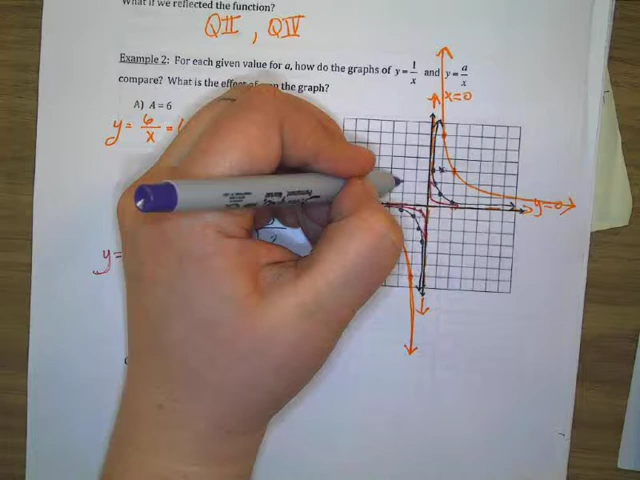 What if we reflected the function?
QII , QIV
Example 2: For each given value for a, how do the graphs of y = 1/x and y = a/x
compare? What is the effect of on the graph?
x=0
A) A = 6
y = 6/x =
y=0
y=